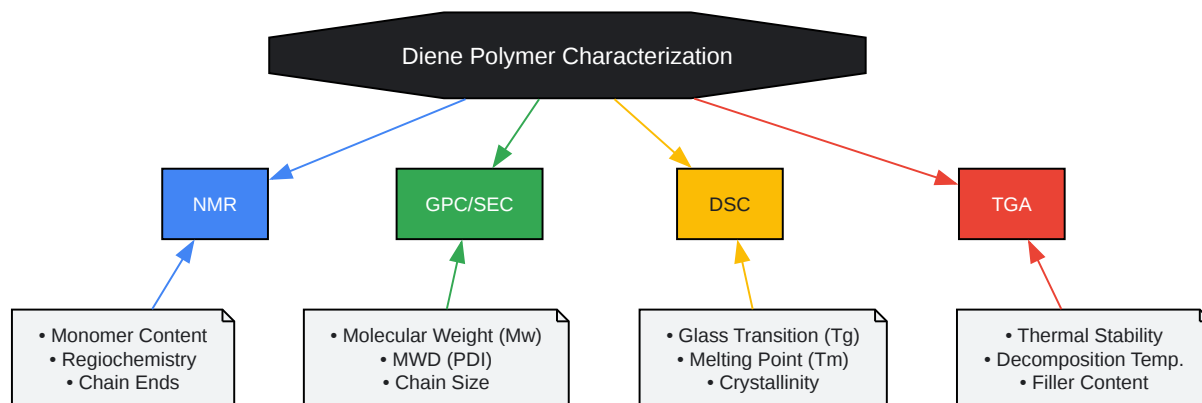 Diene Polymer Characterization
NMR
GPC/SEC
DSC
TGA
• Monomer Content
• Regiochemistry
• Chain Ends
• Molecular Weight (Mw)
• MWD (PDI)
• Chain Size
• Glass Transition (Tg)
• Melting Point (Tm)
• Crystallinity
• Thermal Stability
• Decomposition Temp.
• Filler Content